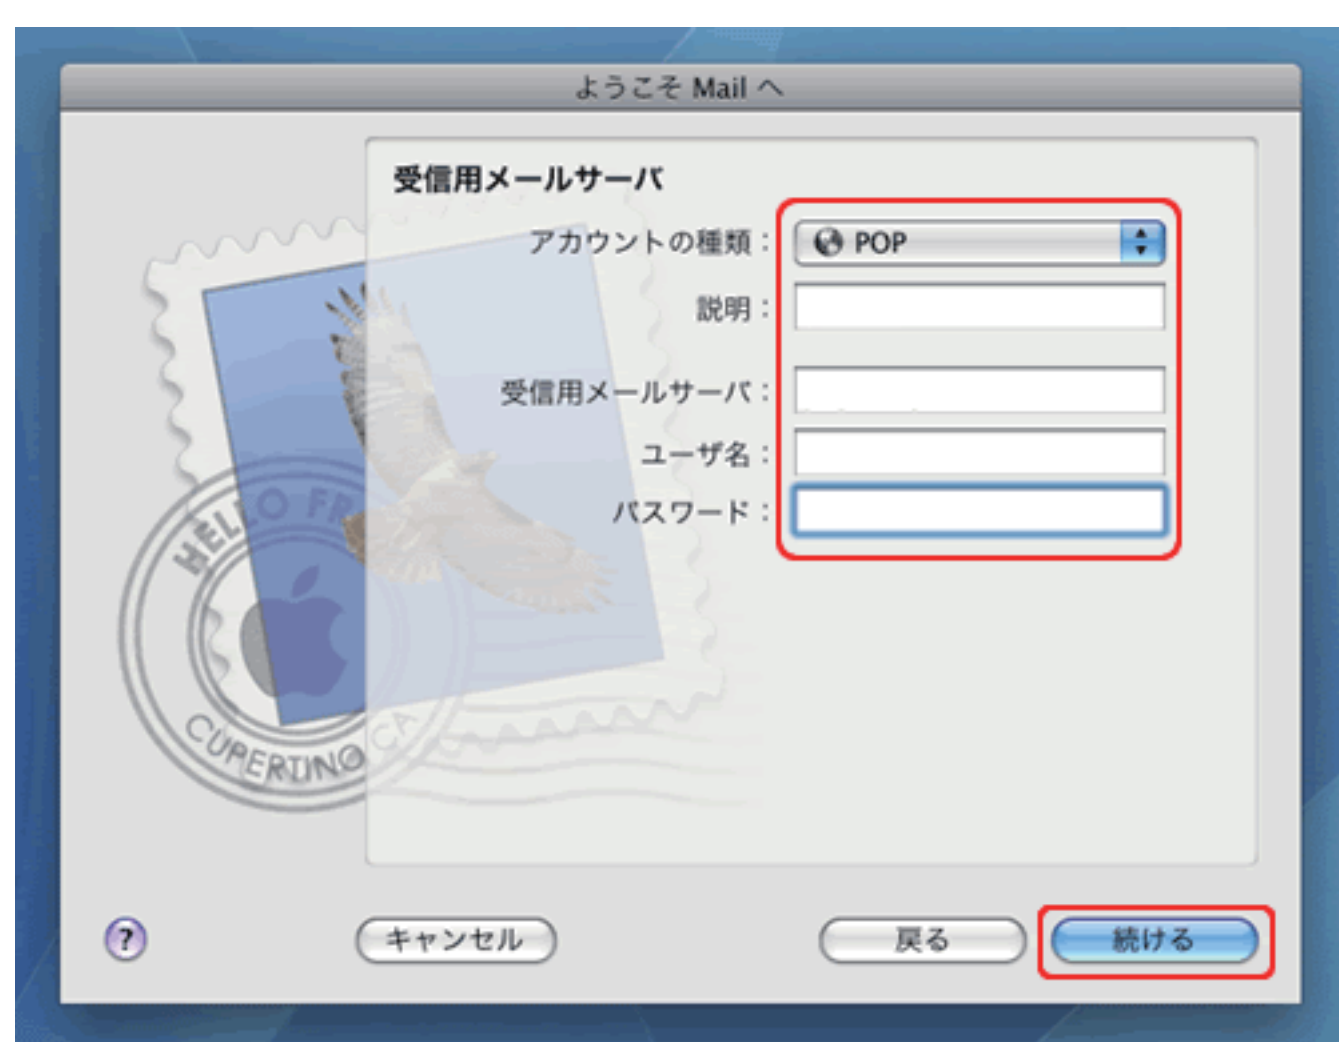 ようこそ Mail へ
受信用メールサーバ
アカウントの種類： POP
説明：
受信用メールサーバ：
ユーザ名：
パスワード：
HELLO FR
CUPERTINO CA
? キャンセル 戻る 続ける